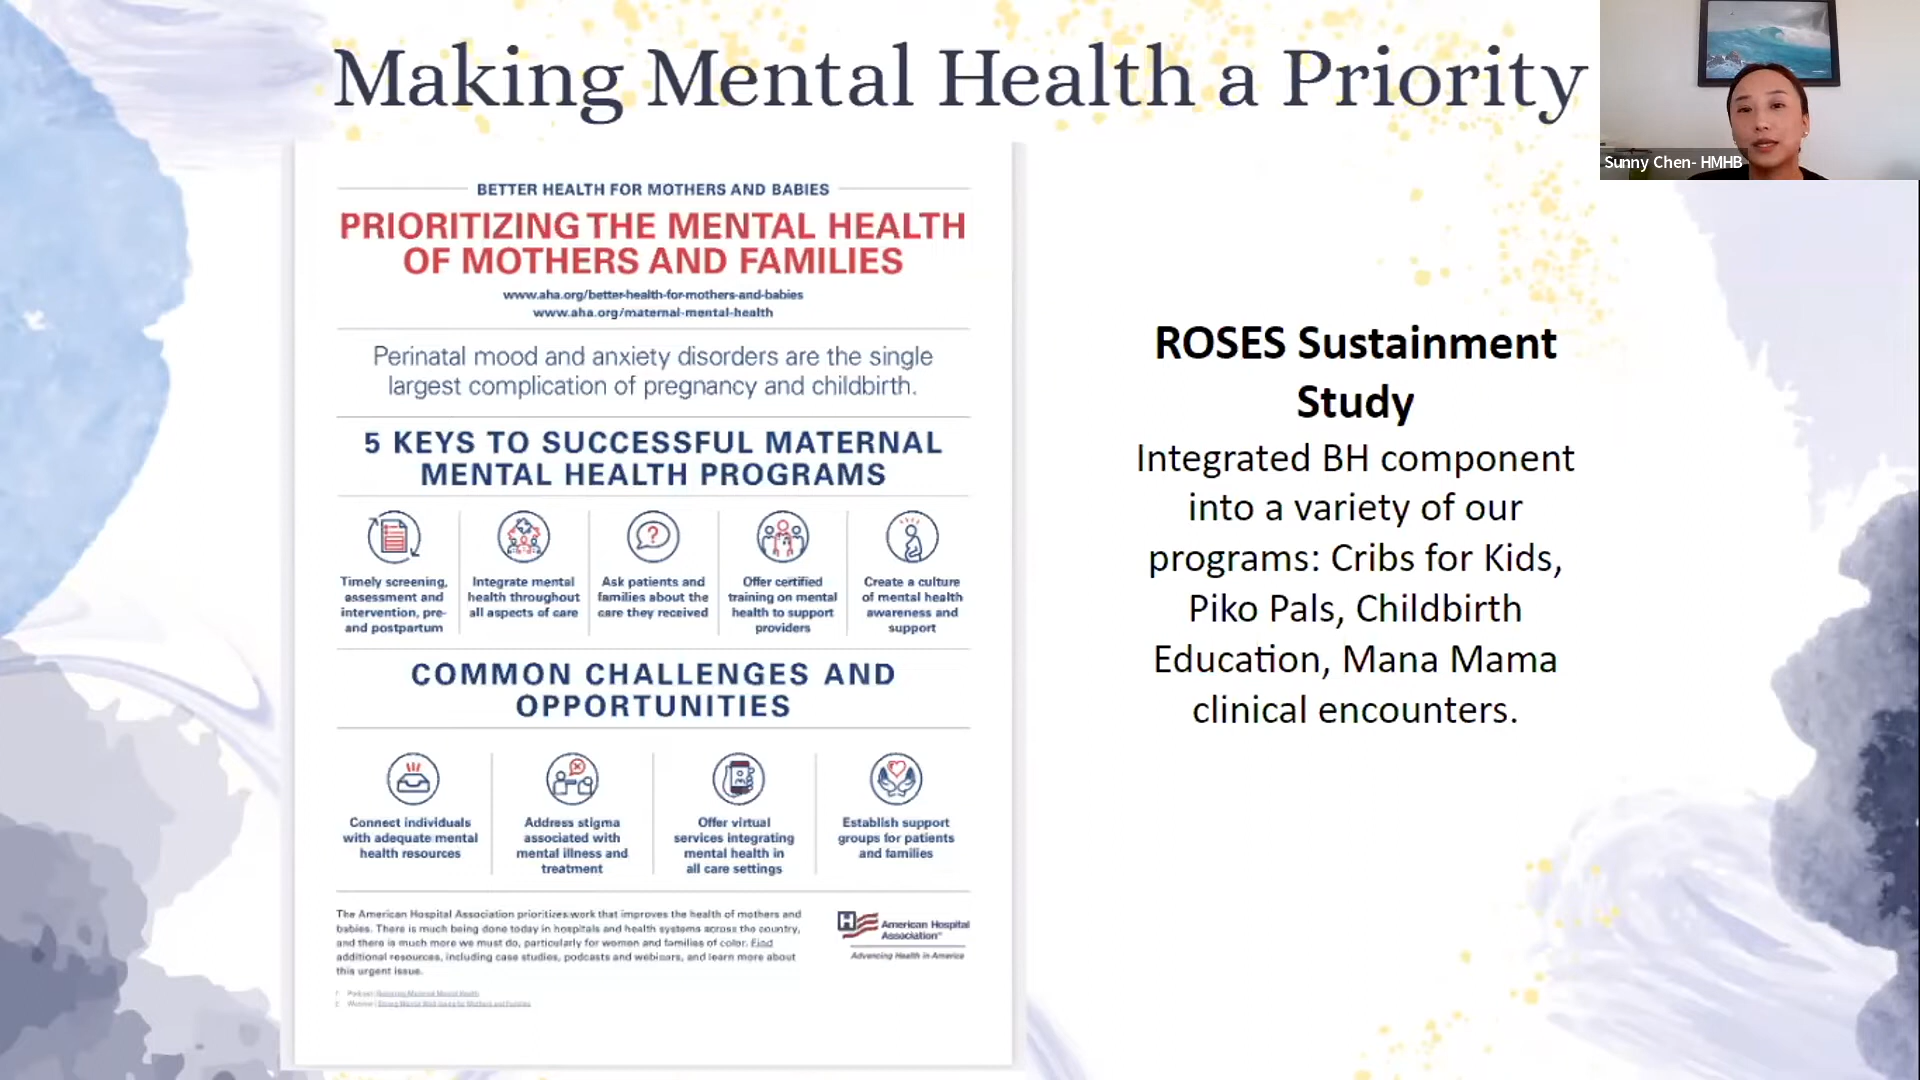 Making Mental Health a Priority
Sunny Chen- HMHB
BETTER HEALTH FOR MOTHERS AND BABIES
PRIORITIZING THE MENTAL HEALTH
OF MOTHERS AND FAMILIES
www.aha.org/better-health-for-mothers-and-babies
www.aha.org/maternal-mental-health
Perinatal mood and anxiety disorders are the single
largest complication of pregnancy and childbirth.
5 KEYS TO SUCCESSFUL MATERNAL
MENTAL HEALTH PROGRAMS
Timely screening,
assessment and
intervention, pre-
and postpartum
Integrate mental
health throughout
all aspects of care
Ask patients and
families about the
care they received
Offer certified
training on mental
health to support
providers
Create a culture
of mental health
awareness and
support
COMMON CHALLENGES AND
OPPORTUNITIES
Connect individuals
with adequate mental
health resources
Address stigma
associated with
mental illness and
treatment
Offer virtual
services integrating
mental health in
all care settings
Establish support
groups for patients
and families
The American Hospital Association prioritizes work that improves the health of mothers and
babies. There is much being done today in hospitals and health systems across the country,
and there is much more we must do, particularly for women and families of color. Find
additional resources, including case studies, podcasts and webinars, and learn more about
this urgent issue.
American Hospital
Association
Advancing Health in America
ROSES Sustainment
Study
Integrated BH component
into a variety of our
programs: Cribs for Kids,
Piko Pals, Childbirth
Education, Mana Mama
clinical encounters.